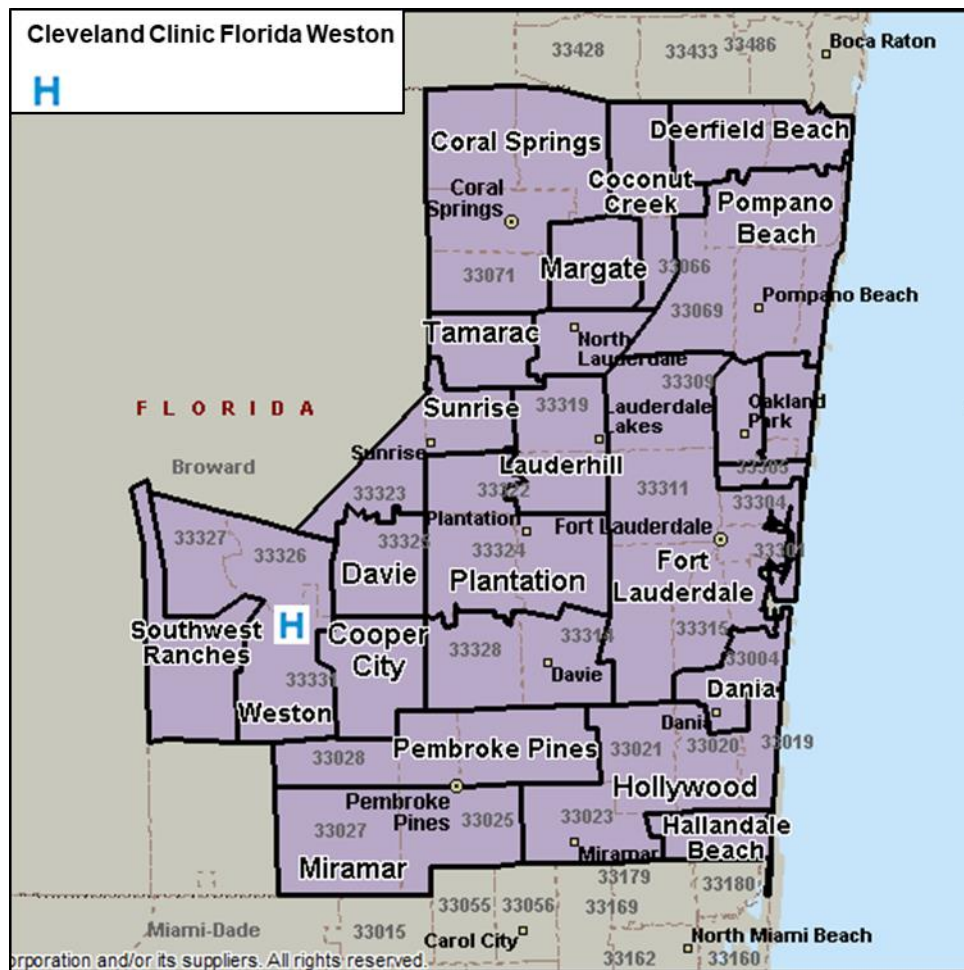 Cleveland Clinic Florida Weston
H
33428
33433
33486
Boca Raton
Coral Springs
Deerfield Beach
Coconut
Creek
Coral
Springs
Pompano
Beach
Margate
33066
33071
Pompano Beach
33069
Tamarac
North
Lauderdale
33309
FLORIDA
Sunrise
33319
Lauderdale
Lakes
Oakland
Park
Sunrise
Lauderhill
Broward
33305
33323
33322
33311
33304
Plantation
Fort Lauderdale
33327
33326
33325
33324
33301
Davie
Plantation
Fort
Lauderdale
H
Southwest
Ranches
Cooper
City
33328
33314
33315
33004
Davie
33331
Dania
Weston
Dania
Pembroke Pines
33028
33021
33020
33019
Hollywood
Pembroke
Pines
33027
33025
33023
Hallandale
Beach
Miramar
Miramar
33179
33180
33055
33056
33169
Miami-Dade
33015
Carol City
North Miami Beach
33162
33160
orporation and/or its suppliers. All rights reserved.